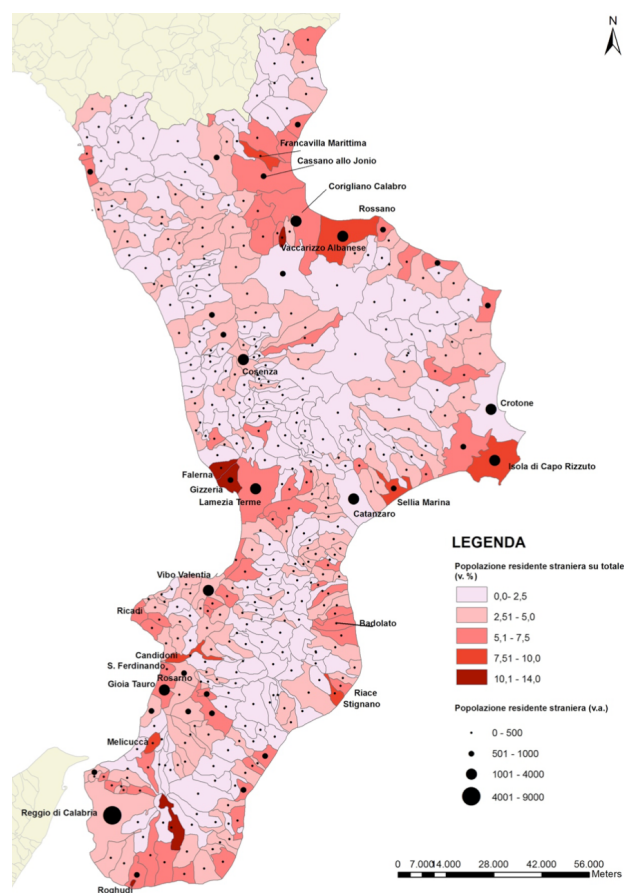 N
Francavilla Marittima
Cassano allo Jonio
Corigliano Calabro
Rossano
Vaccarizzo Albanese
Cosenza
Crotone
Isola di Capo Rizzuto
Falerna
Gizzeria
Lamezia Terme
Sellia Marina
Catanzaro
LEGENDA
Popolazione residente straniera su totale
(v. %)
0,0- 2,5
2,51 - 5,0
5,1 - 7,5
7,51 - 10,0
10,1 - 14,0
Vibo Valentia
Ricadi
Badolato
Candidoni
S. Ferdinando
Rosarno
Gioia Tauro
Riace
Stignano
Popolazione residente straniera (v.a.)
0 - 500
501 - 1000
1001 - 4000
4001 - 9000
Melicuccà
Reggio di Calabria
Roghudi
0 7.00014.000 28.000 42.000 56.000
Meters